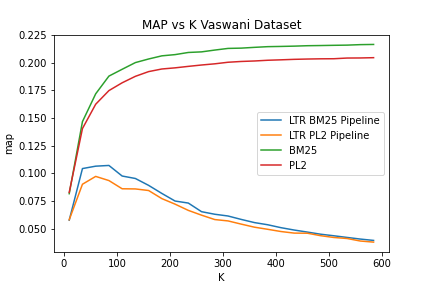 MAP vs K Vaswani Dataset
0.225
0.200
0.175
0.150
0.125
0.100
0.075
0.050
map
LTR BM25 Pipeline
LTR PL2 Pipeline
BM25
PL2
0 100 200 300 400 500 600
K